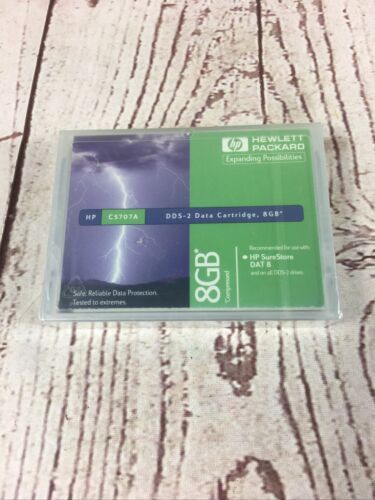 hp HEWLETT
PACKARD
Expanding Possibilities
HP C5707A DDS-2 Data Cartridge, 8GB*
8GB*
*Compressed
Recommended for use with:
HP SureStore
DAT 8
and on all DDS-2 drives.
Safe, Reliable Data Protection.
Tested to extremes.